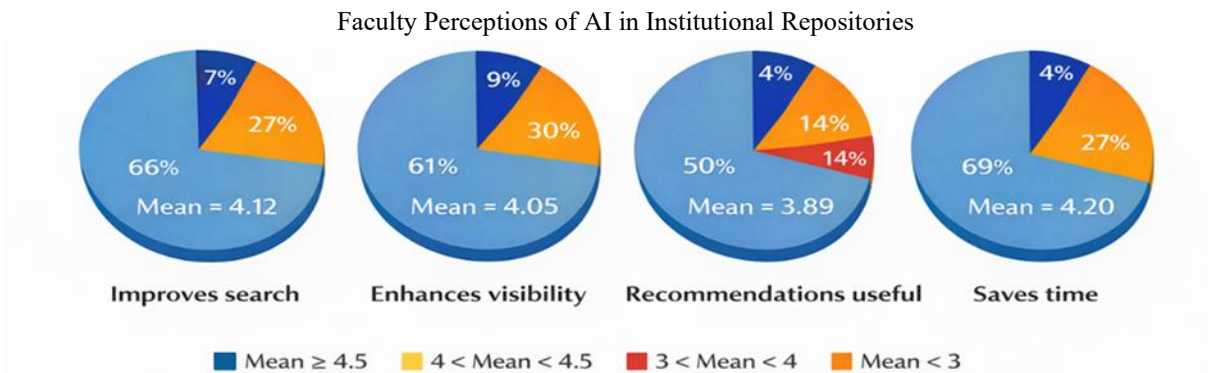 Faculty Perceptions of AI in Institutional Repositories
7% 27% 66% Mean = 4.12
9% 30% 61% Mean = 4.05
4% 14% 14% 50% Mean = 3.89
4% 27% 69% Mean = 4.20
Improves search Enhances visibility Recommendations useful Saves time
Mean ≥ 4.5 4 < Mean < 4.5 3 < Mean < 4 Mean < 3